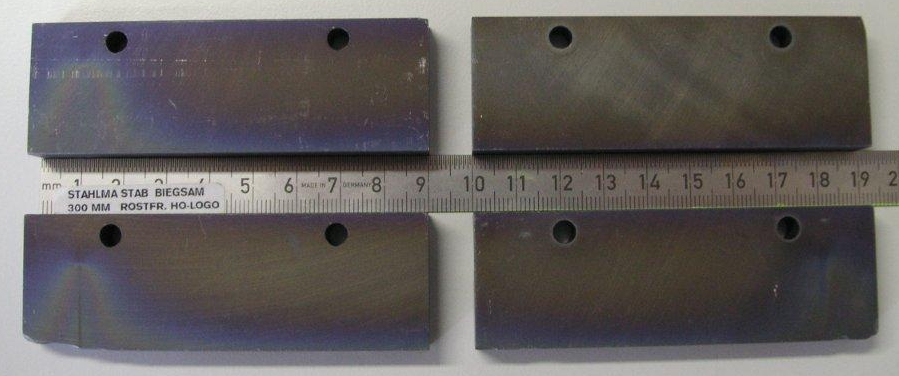 mm 1 2 3 4 5 6 MADE IN 7 GERMANY 8 9 10 11 12 13 14 15 16 17 18 19 2
STAHLMA STAB BIEGSAM
300 MM ROSTFR. HO-LOGO